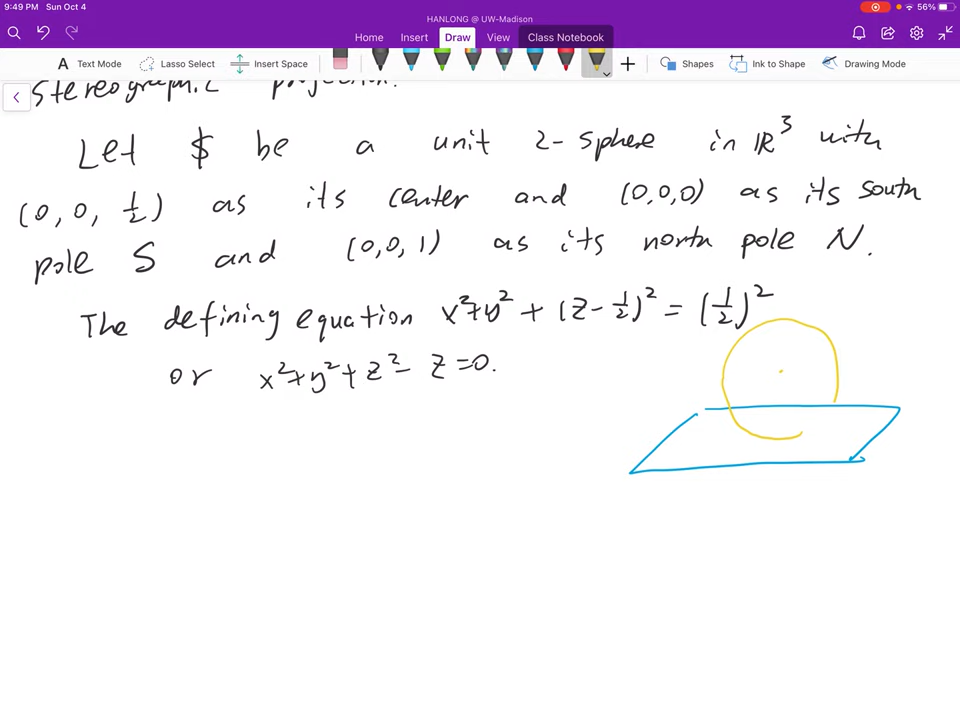 9:49 PM Sun Oct 4
56%
HANLONG @ UW-Madison
Home Insert Draw View Class Notebook
Text Mode Lasso Select Insert Space Shapes Ink to Shape Drawing Mode
Stereographic projection.
Let $ be a unit 2-sphere in ℝ³ with
(0, 0, 1/2) as its center and (0,0,0) as its south
pole S and (0,0,1) as its north pole N.
The defining equation x²+y²+(z-1/2)²=(1/2)²
or x²+y²+z²-z=0.